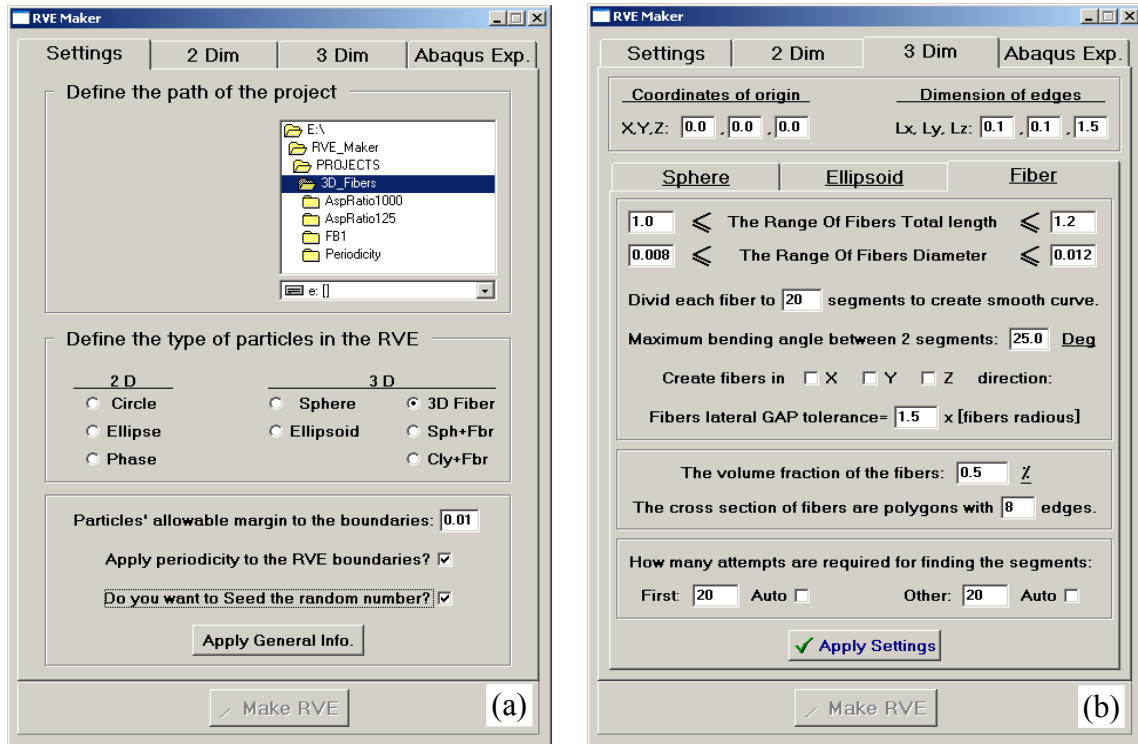 RVE Maker
Settings 2 Dim 3 Dim Abaqus Exp.
Define the path of the project
E:\
RVE_Maker
PROJECTS
3D_Fibers
AspRatio1000
AspRatio125
FB1
Periodicity
e: []
Define the type of particles in the RVE
2 D 3 D
Circle Sphere 3D Fiber
Ellipse Ellipsoid Sph+Fbr
Phase Cly+Fbr
Particles' allowable margin to the boundaries: 0.01
Apply periodicity to the RVE boundaries?
Do you want to Seed the random number?
Apply General Info.
Make RVE (a)
RVE Maker
Settings 2 Dim 3 Dim Abaqus Exp.
Coordinates of origin Dimension of edges
X,Y,Z: 0.0 , 0.0 , 0.0 Lx, Ly, Lz: 0.1 , 0.1 , 1.5
Sphere Ellipsoid Fiber
1.0 ⩽ The Range Of Fibers Total length ⩽ 1.2
0.008 ⩽ The Range Of Fibers Diameter ⩽ 0.012
Divid each fiber to 20 segments to create smooth curve.
Maximum bending angle between 2 segments: 25.0 Deg
Create fibers in X Y Z direction:
Fibers lateral GAP tolerance= 1.5 x [fibers radious]
The volume fraction of the fibers: 0.5 %
The cross section of fibers are polygons with 8 edges.
How many attempts are required for finding the segments:
First: 20 Auto Other: 20 Auto
Apply Settings
Make RVE (b)